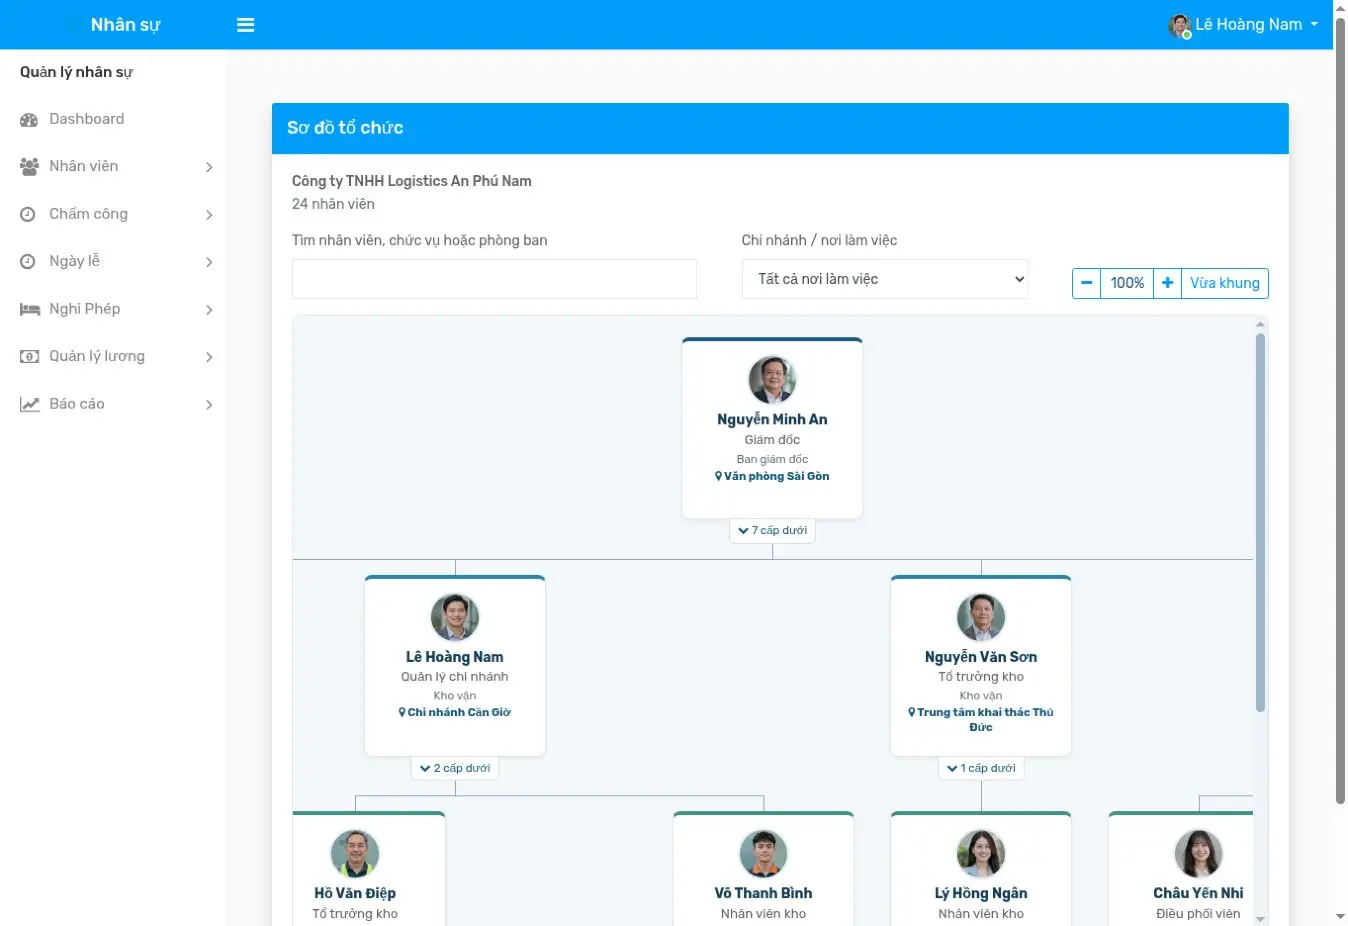 Nhân sự
Lê Hoàng Nam
Quản lý nhân sự
Dashboard
Nhân viên
Chấm công
Ngày lễ
Nghỉ Phép
Quản lý lương
Báo cáo
Sơ đồ tổ chức
Công ty TNHH Logistics An Phú Nam
24 nhân viên
Tìm nhân viên, chức vụ hoặc phòng ban
Chi nhánh / nơi làm việc
Tất cả nơi làm việc
100%
Vừa khung
Nguyễn Minh An
Giám đốc
Ban giám đốc
Văn phòng Sài Gòn
7 cấp dưới
Lê Hoàng Nam
Quản lý chi nhánh
Kho vận
Chi nhánh Cần Giờ
2 cấp dưới
Nguyễn Văn Sơn
Tổ trưởng kho
Kho vận
Trung tâm khai thác Thủ
Đức
1 cấp dưới
Hồ Văn Điệp
Tổ trưởng kho
Võ Thanh Bình
Nhân viên kho
Lý Hồng Ngân
Nhân viên kho
Châu Yến Nhi
Điều phối viên